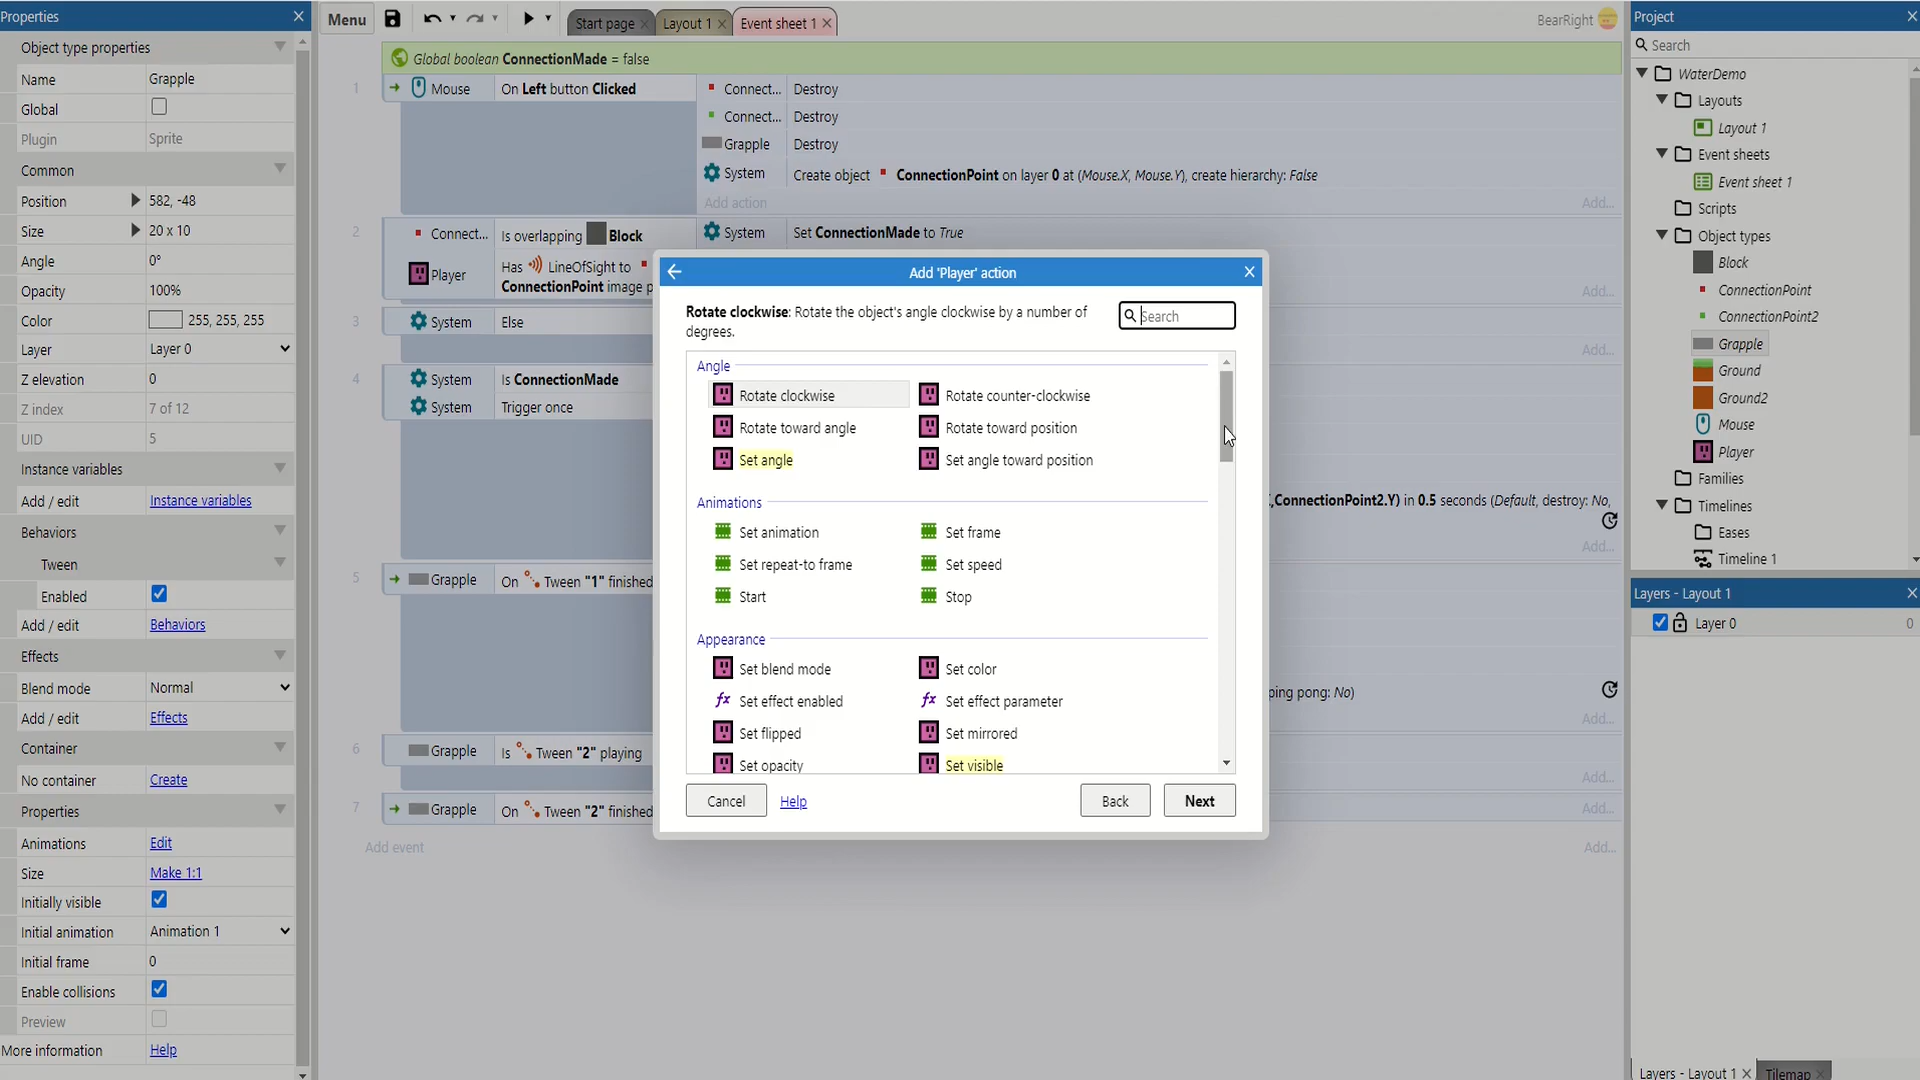 Properties
Object type properties
Name Grapple
Global
Plugin Sprite
Common
Position 582, -48
Size 20 x 10
Angle 0°
Opacity 100%
Color 255, 255, 255
Layer Layer 0
Z elevation 0
Z index 7 of 12
UID 5
Instance variables
Add / edit Instance variables
Behaviors
Tween
Enabled
Add / edit Behaviors
Effects
Blend mode Normal
Add / edit Effects
Container
No container Create
Properties
Animations Edit
Size Make 1:1
Initially visible
Initial animation Animation 1
Initial frame 0
Enable collisions
Preview
More information Help
Menu
Start page
Layout 1
Event sheet 1
BearRight
Global boolean ConnectionMade = false
1 Mouse On Left button Clicked
Connect... Destroy
Connect... Destroy
Grapple Destroy
System Create object ConnectionPoint on layer 0 at (Mouse.X, Mouse.Y), create hierarchy: False
Add action Add...
2 Connect... Is overlapping Block
System Set ConnectionMade to True
Player Has LineOfSight to
ConnectionPoint image p
Add...
3 System Else
Add...
4 System Is ConnectionMade
System Trigger once
,ConnectionPoint2.Y) in 0.5 seconds (Default, destroy: No,
Add...
5 Grapple On Tween "1" finished
ping pong: No)
Add...
6 Grapple Is Tween "2" playing
Add...
7 Grapple On Tween "2" finished
Add...
Add event Add...
Add 'Player' action
Rotate clockwise: Rotate the object's angle clockwise by a number of
degrees.
Search
Angle
Rotate clockwise Rotate counter-clockwise
Rotate toward angle Rotate toward position
Set angle Set angle toward position
Animations
Set animation Set frame
Set repeat-to frame Set speed
Start Stop
Appearance
Set blend mode Set color
fx Set effect enabled fx Set effect parameter
Set flipped Set mirrored
Set opacity Set visible
Cancel Help Back Next
Project
Search
WaterDemo
Layouts
Layout 1
Event sheets
Event sheet 1
Scripts
Object types
Block
ConnectionPoint
ConnectionPoint2
Grapple
Ground
Ground2
Mouse
Player
Families
Timelines
Eases
Timeline 1
Layers - Layout 1
Layer 0 0
Layers - Layout 1
Tilemap